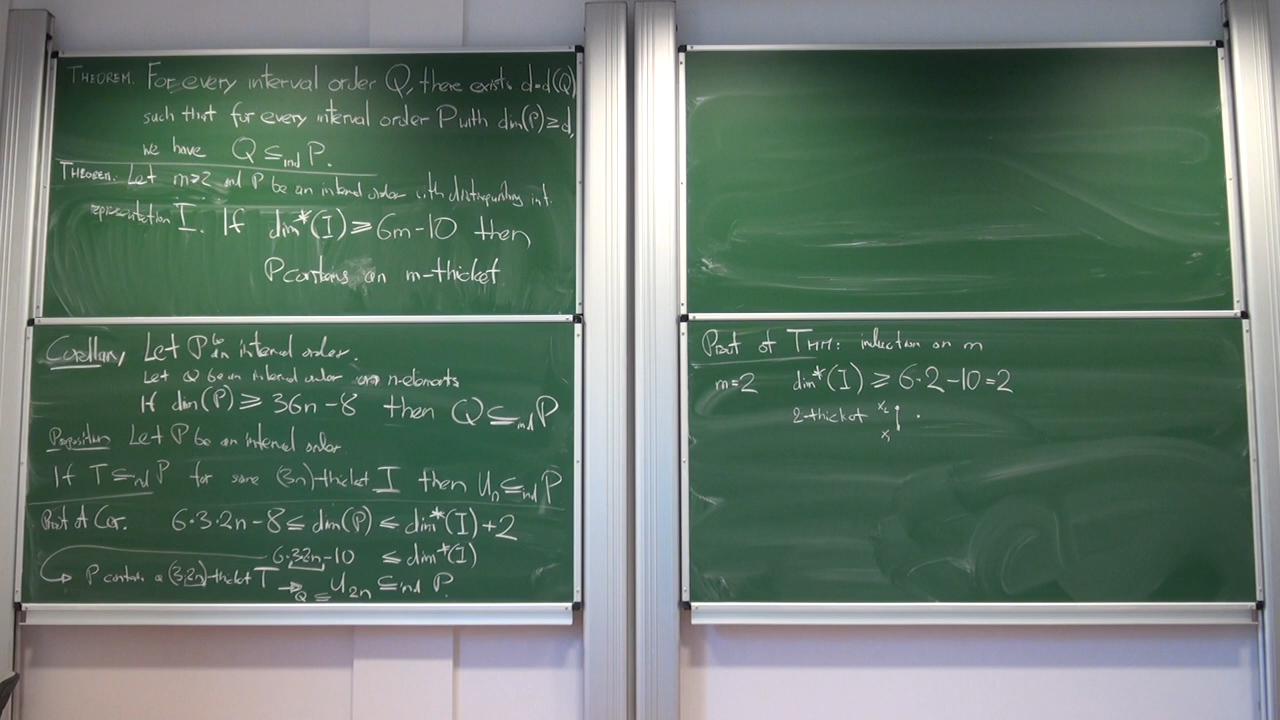 THEOREM. For every interval order Q, there exists d=d(Q)
such that for every interval order P with dim(P) ≥ d,
we have Q ⊆ind P.
THEOREM. Let m≥2 and P be an interval order with distinguishing int.
representation I. If dim*(I) ≥ 6m-10 then
P contains an m-thicket
Corollary Let P be an interval order.
Let Q be an interval order on n-elements
If dim(P) ≥ 36n-8 then Q ⊆ind P
Proposition Let P be an interval order
If T ⊆ind P for some (3n)-thicket I then Un ⊆ind P
Proof of Cor. 6·3·2n-8 ≤ dim(P) ≤ dim*(I)+2
6·32n-10 ≤ dim*(I)
P contains a (3·2n)-thicket T → Q ⊆ U2n ⊆ind P.
Proof of THM: induction on m
m=2 dim*(I) ≥ 6·2-10=2
2-thicket x2
x1